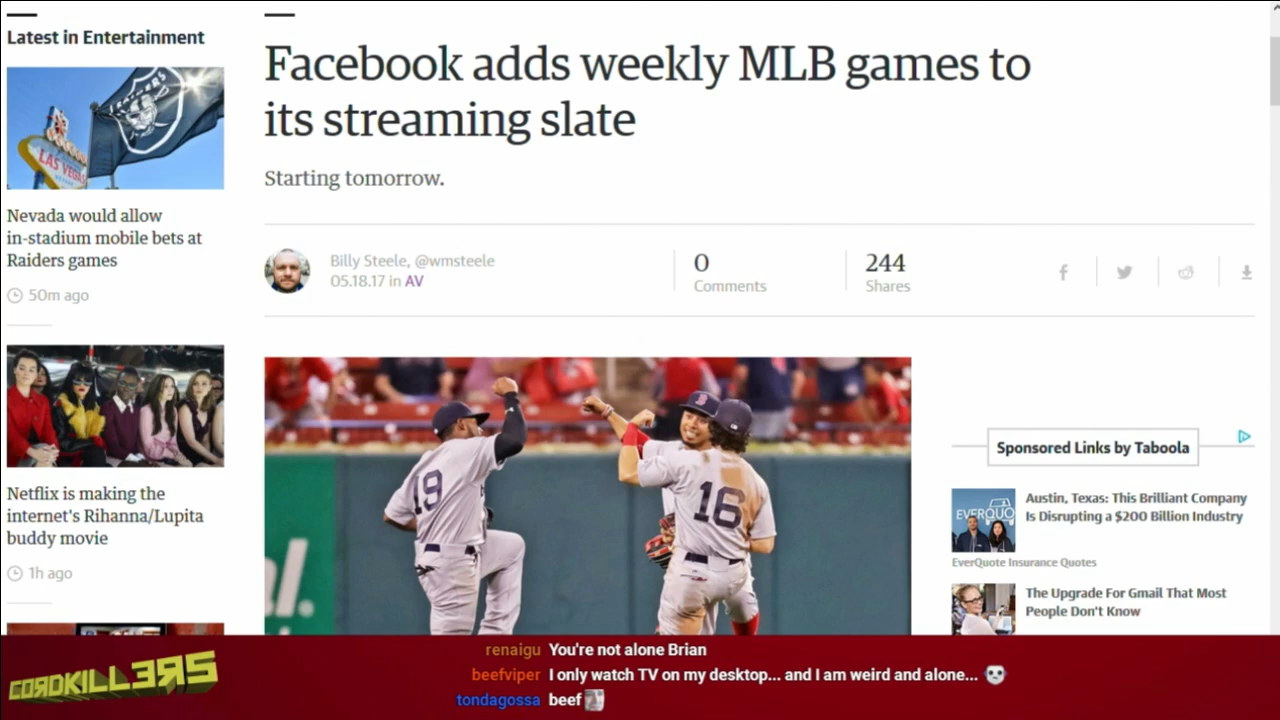 Latest in Entertainment
RAIDERS
LAS VEGAS
Nevada would allow
in-stadium mobile bets at
Raiders games
50m ago
Netflix is making the
internet's Rihanna/Lupita
buddy movie
1h ago
Facebook adds weekly MLB games to
its streaming slate
Starting tomorrow.
Billy Steele, @wmsteele
05.18.17 in AV
0
Comments
244
Shares
19
B
16
al.
Sponsored Links by Taboola
EVERQUO
Austin, Texas: This Brilliant Company
Is Disrupting a $200 Billion Industry
EverQuote Insurance Quotes
The Upgrade For Gmail That Most
People Don't Know
CORDKILLERS
renaigu You're not alone Brian
beefviper I only watch TV on my desktop... and I am weird and alone...
tondagossa beef